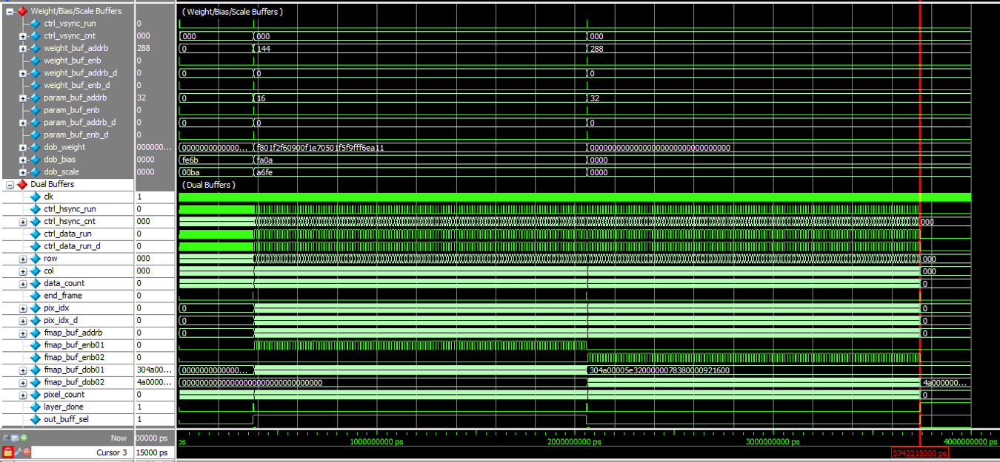 Weight/Bias/Scale Buffers ( Weight/Bias/Scale Buffers )
ctrl_vsync_run 0
ctrl_vsync_cnt 000 000 000 000
weight_buf_addrb 288 0 144 288
weight_buf_enb 0
weight_buf_addrb_d 0 0 0 0
weight_buf_enb_d 0
param_buf_addrb 32 0 16 32
param_buf_enb 0
param_buf_addrb_d 0 0 0 0
param_buf_enb_d 0
dob_weight 000000... 0000000000000... f801f2f60900f1e70501f5f9fff6ea11 00000000000000000000000000000000
dob_bias 0000 fe6b fa0a 0000
dob_scale 0000 00ba a6fe 0000
Dual Buffers ( Dual Buffers )
clk 1
ctrl_hsync_run 0
ctrl_hsync_cnt 000 000
ctrl_data_run 0
ctrl_data_run_d 0
row 000 000
col 000 000
data_count 0 0
end_frame 0
pix_idx 0 0 0
pix_idx_d 0 0 0
fmap_buf_addrb 0 0 0
fmap_buf_enb01 0
fmap_buf_enb02 0
fmap_buf_dob01 304a00... 0000000000000... 304a00005e3200000078380000921600
fmap_buf_dob02 4a0000... 00000000000000000000000000000000 4a000000...
pixel_count 0 0
layer_done 1
out_buff_sel 1
Now 00000 ps ps 1000000000 ps 2000000000 ps 3000000000 ps 4000000000 ps
Cursor 3 15000 ps 3742215000 ps